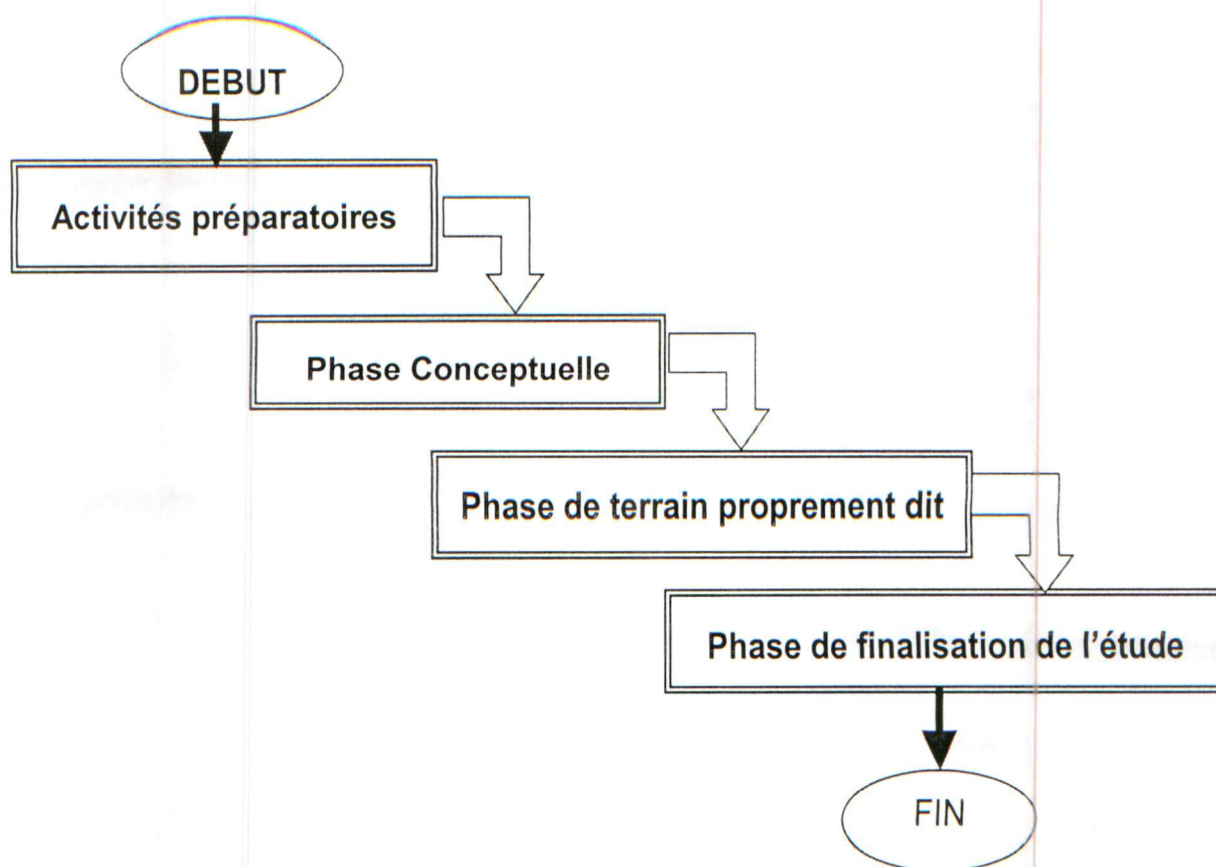 DEBUT
Activités préparatoires
Phase Conceptuelle
Phase de terrain proprement dit
Phase de finalisation de l'étude
FIN